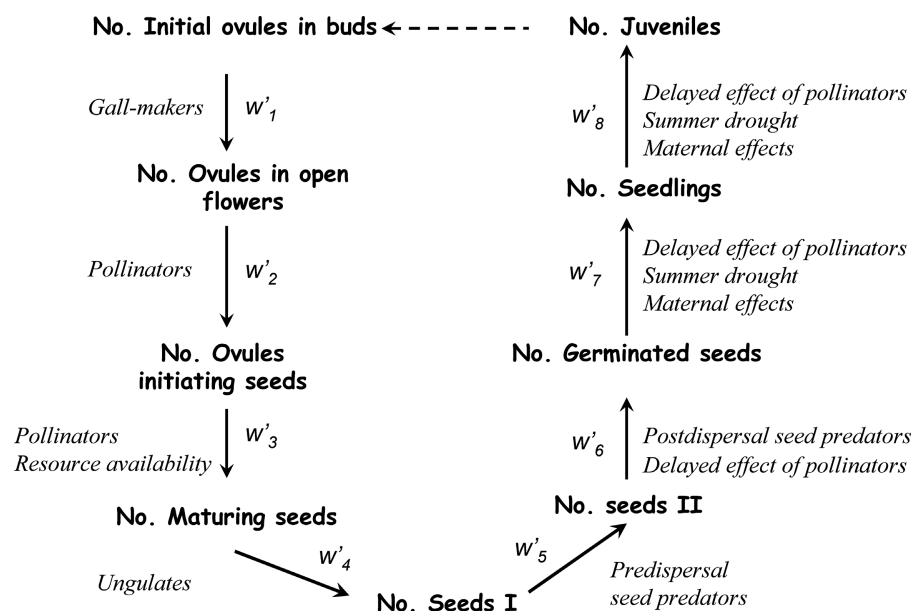 No. Initial ovules in buds
Gall-makers
w'1
No. Ovules in open
flowers
Pollinators
w'2
No. Ovules
initiating seeds
Pollinators
Resource availability
w'3
No. Maturing seeds
Ungulates
w'4
No. Seeds I
w'5
Predispersal
seed predators
No. seeds II
w'6
Postdispersal seed predators
Delayed effect of pollinators
No. Germinated seeds
w'7
Delayed effect of pollinators
Summer drought
Maternal effects
No. Seedlings
w'8
Delayed effect of pollinators
Summer drought
Maternal effects
No. Juveniles